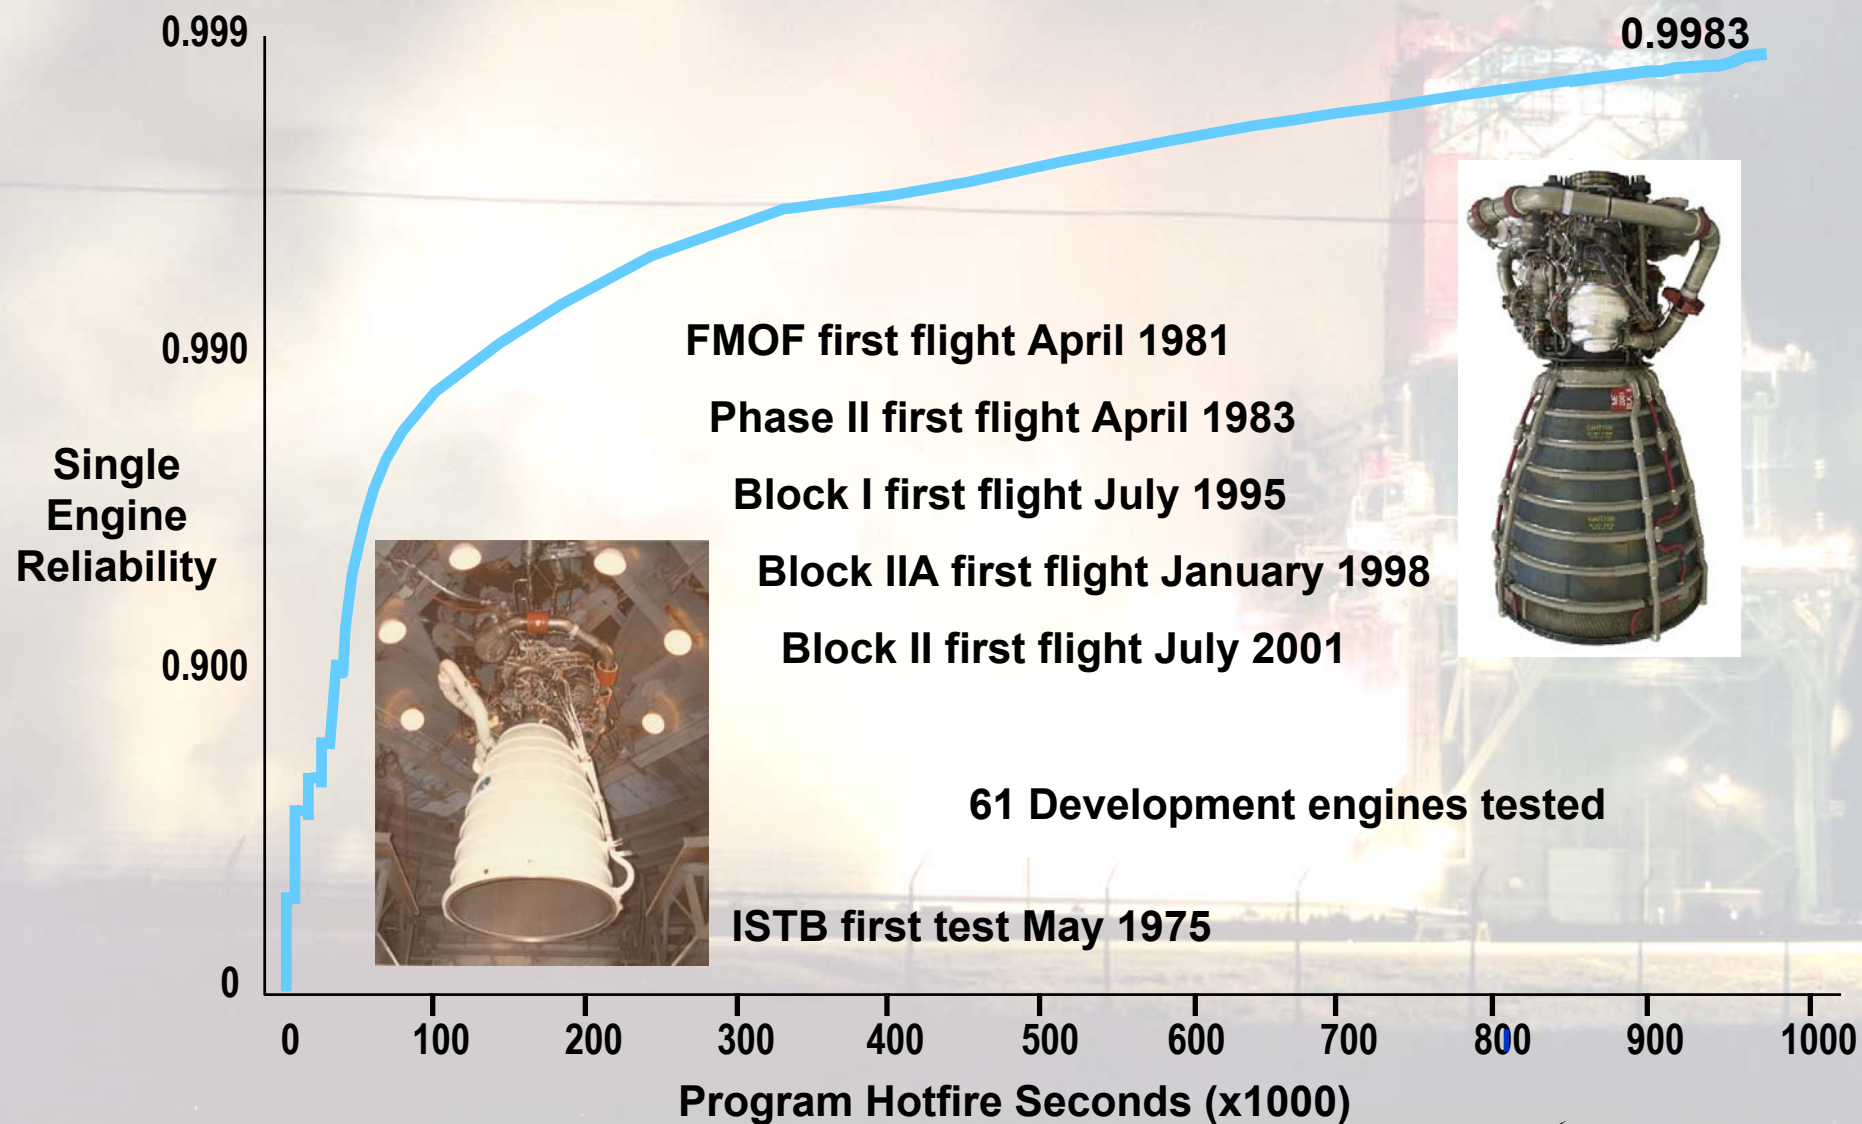 0.999
0.9983
0.990
FMOF first flight April 1981
Phase II first flight April 1983
Single
Engine
Reliability
Block I first flight July 1995
Block IIA first flight January 1998
Block II first flight July 2001
0.900
61 Development engines tested
ISTB first test May 1975
0
0 100 200 300 400 500 600 700 800 900 1000
Program Hotfire Seconds (x1000)